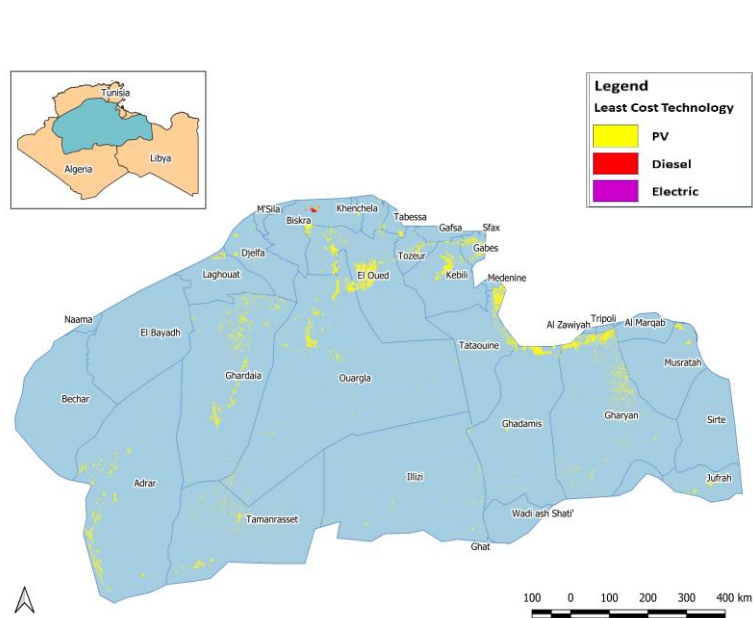 Tunisia
Algeria
Libya
Legend
Least Cost Technology
PV
Diesel
Electric
M'Sila
Biskra
Khenchela
Tabessa
Gafsa
Sfax
Gabes
Djelfa
Laghouat
El Oued
Tozeur
Kebili
Medenine
Naama
El Bayadh
Al Zawiyah
Tripoli
Al Marqab
Tataouine
Musratah
Bechar
Ghardaia
Ouargla
Ghadamis
Gharyan
Sirte
Adrar
Illizi
Jufrah
Tamanrasset
Wadi ash Shati'
Ghat
100 0 100 200 300 400 km